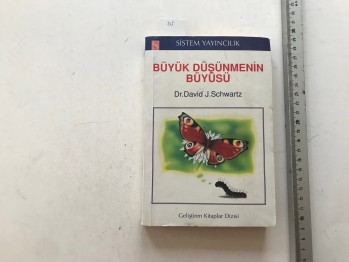 SİSTEM YAYINCILIK
BÜYÜK DÜŞÜNMENİN
BÜYÜSÜ
Dr.David J.Schwartz
Gelişim Kitaplar Dizisi